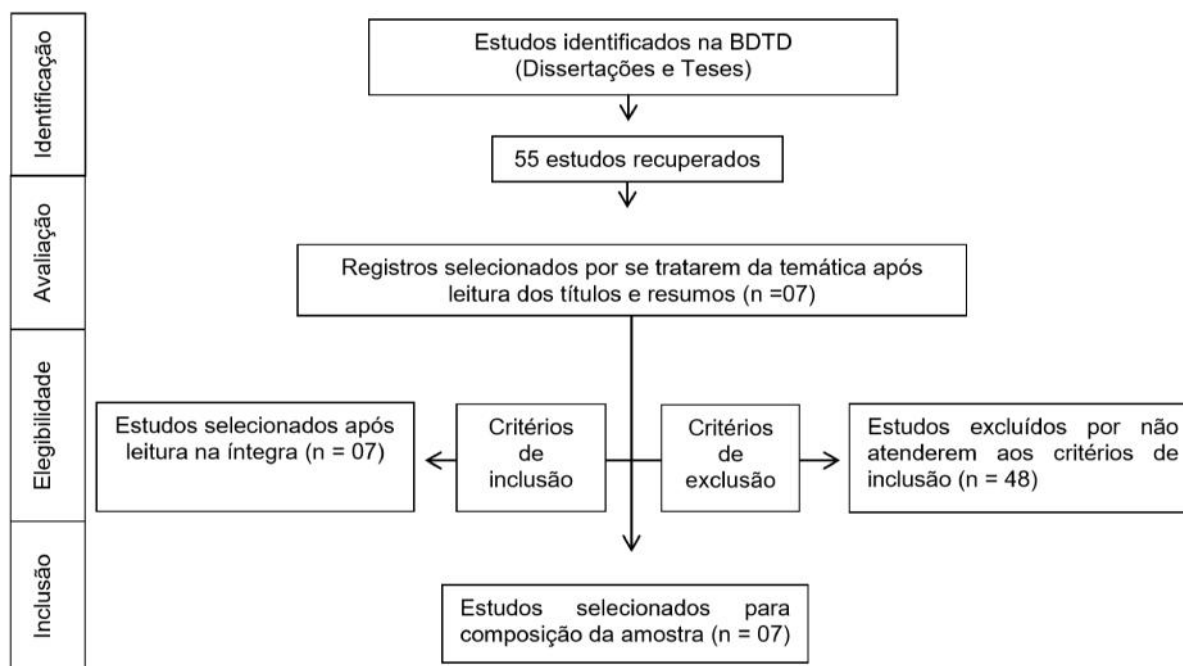 Identificação
Estudos identificados na BDTD
(Dissertações e Teses)
55 estudos recuperados
Avaliação
Registros selecionados por se tratarem da temática após
leitura dos títulos e resumos (n =07)
Elegibilidade
Estudos selecionados após
leitura na íntegra (n = 07)
Critérios
de
inclusão
Critérios
de
exclusão
Estudos excluídos por não
atenderem aos critérios de
inclusão (n = 48)
Inclusão
Estudos selecionados para
composição da amostra (n = 07)